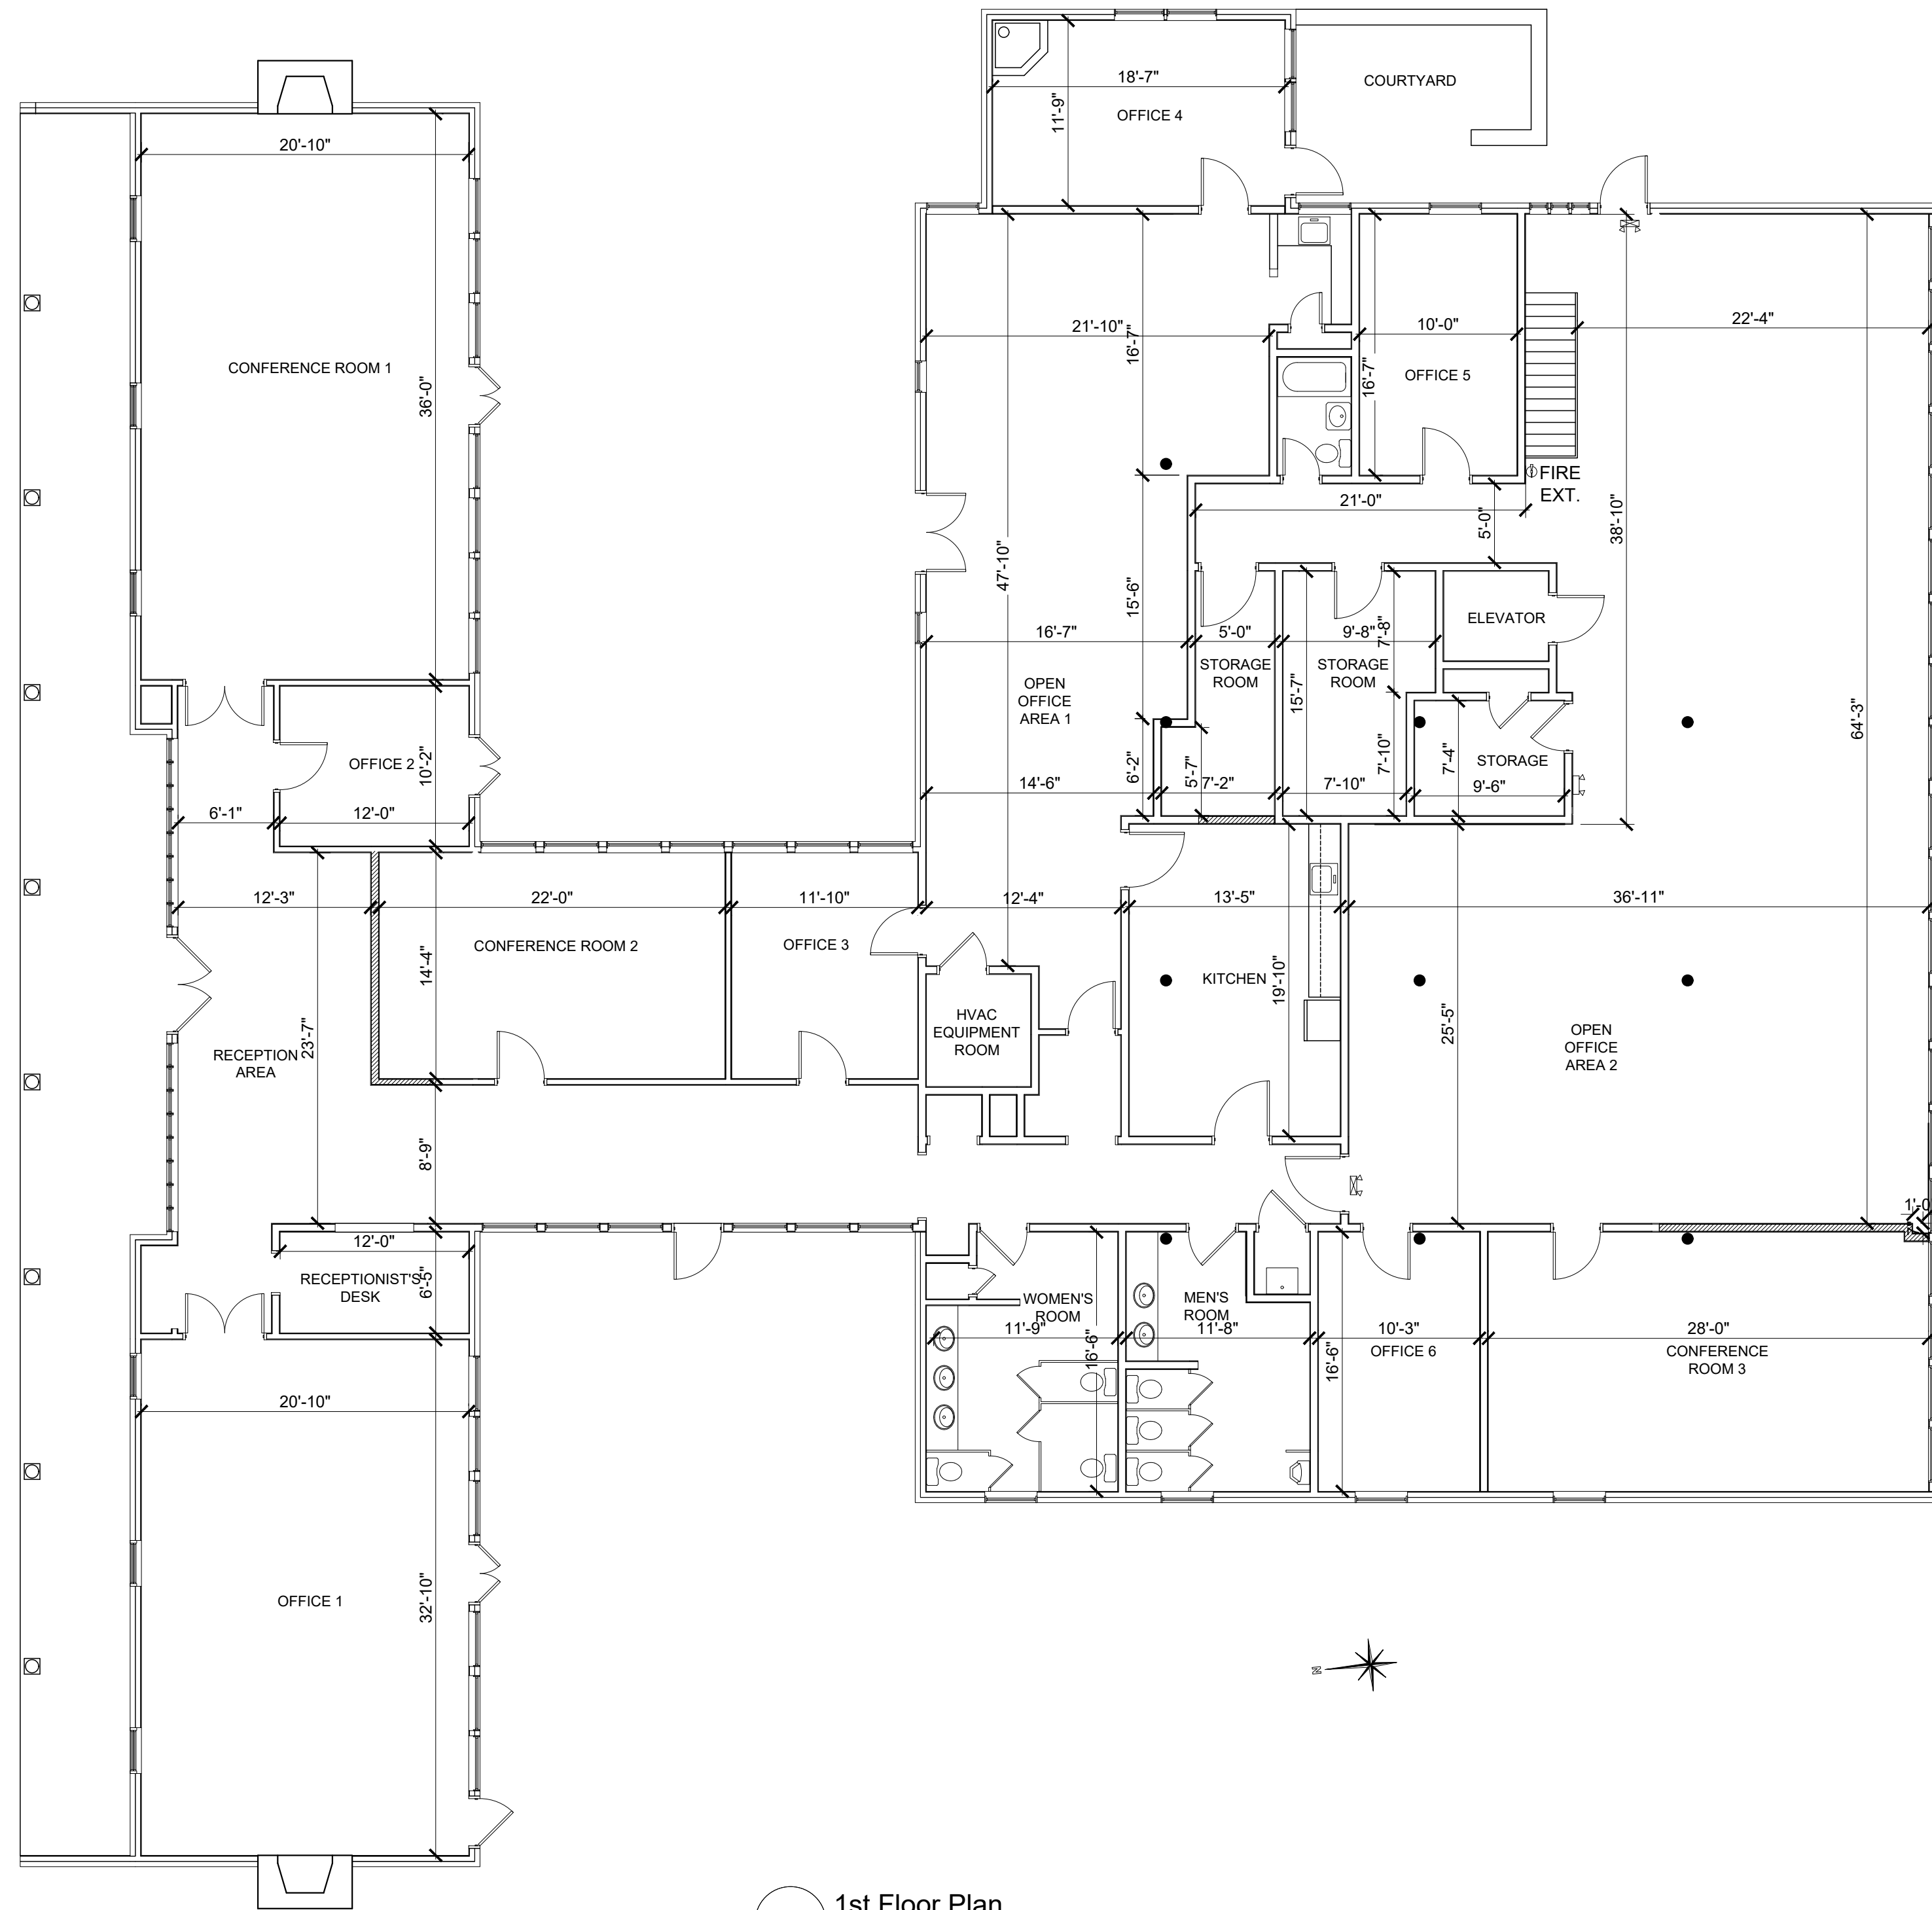 COURTYARD
18'-7"
11'-9"
OFFICE 4
20'-10"
CONFERENCE ROOM 1
36'-0"
21'-10"
16'-7"
10'-0"
OFFICE 5
16'-7"
22'-4"
FIRE
EXT.
21'-0"
5'-0"
38'-10"
47'-10"
15'-6"
16'-7"
5'-0"
9'-8"
7'-8"
ELEVATOR
STORAGE
ROOM
STORAGE
ROOM
OPEN
OFFICE
AREA 1
15'-7"
64'-3"
OFFICE 2
10'-2"
6'-1"
12'-0"
14'-6"
6'-2"
5'-7"
7'-2"
7'-10"
7'-10"
7'-4"
STORAGE
9'-6"
12'-3"
22'-0"
11'-10"
12'-4"
13'-5"
36'-11"
CONFERENCE ROOM 2
14'-4"
OFFICE 3
KITCHEN
19'-10"
HVAC
EQUIPMENT
ROOM
RECEPTION
AREA
23'-7"
25'-5"
OPEN
OFFICE
AREA 2
8'-9"
1'-0
12'-0"
RECEPTIONIST'S
DESK
6'-5"
WOMEN'S
ROOM
11'-9"
16'-6"
MEN'S
ROOM
11'-8"
16'-6"
10'-3"
OFFICE 6
28'-0"
CONFERENCE
ROOM 3
20'-10"
OFFICE 1
32'-10"
N
1st Floor Plan